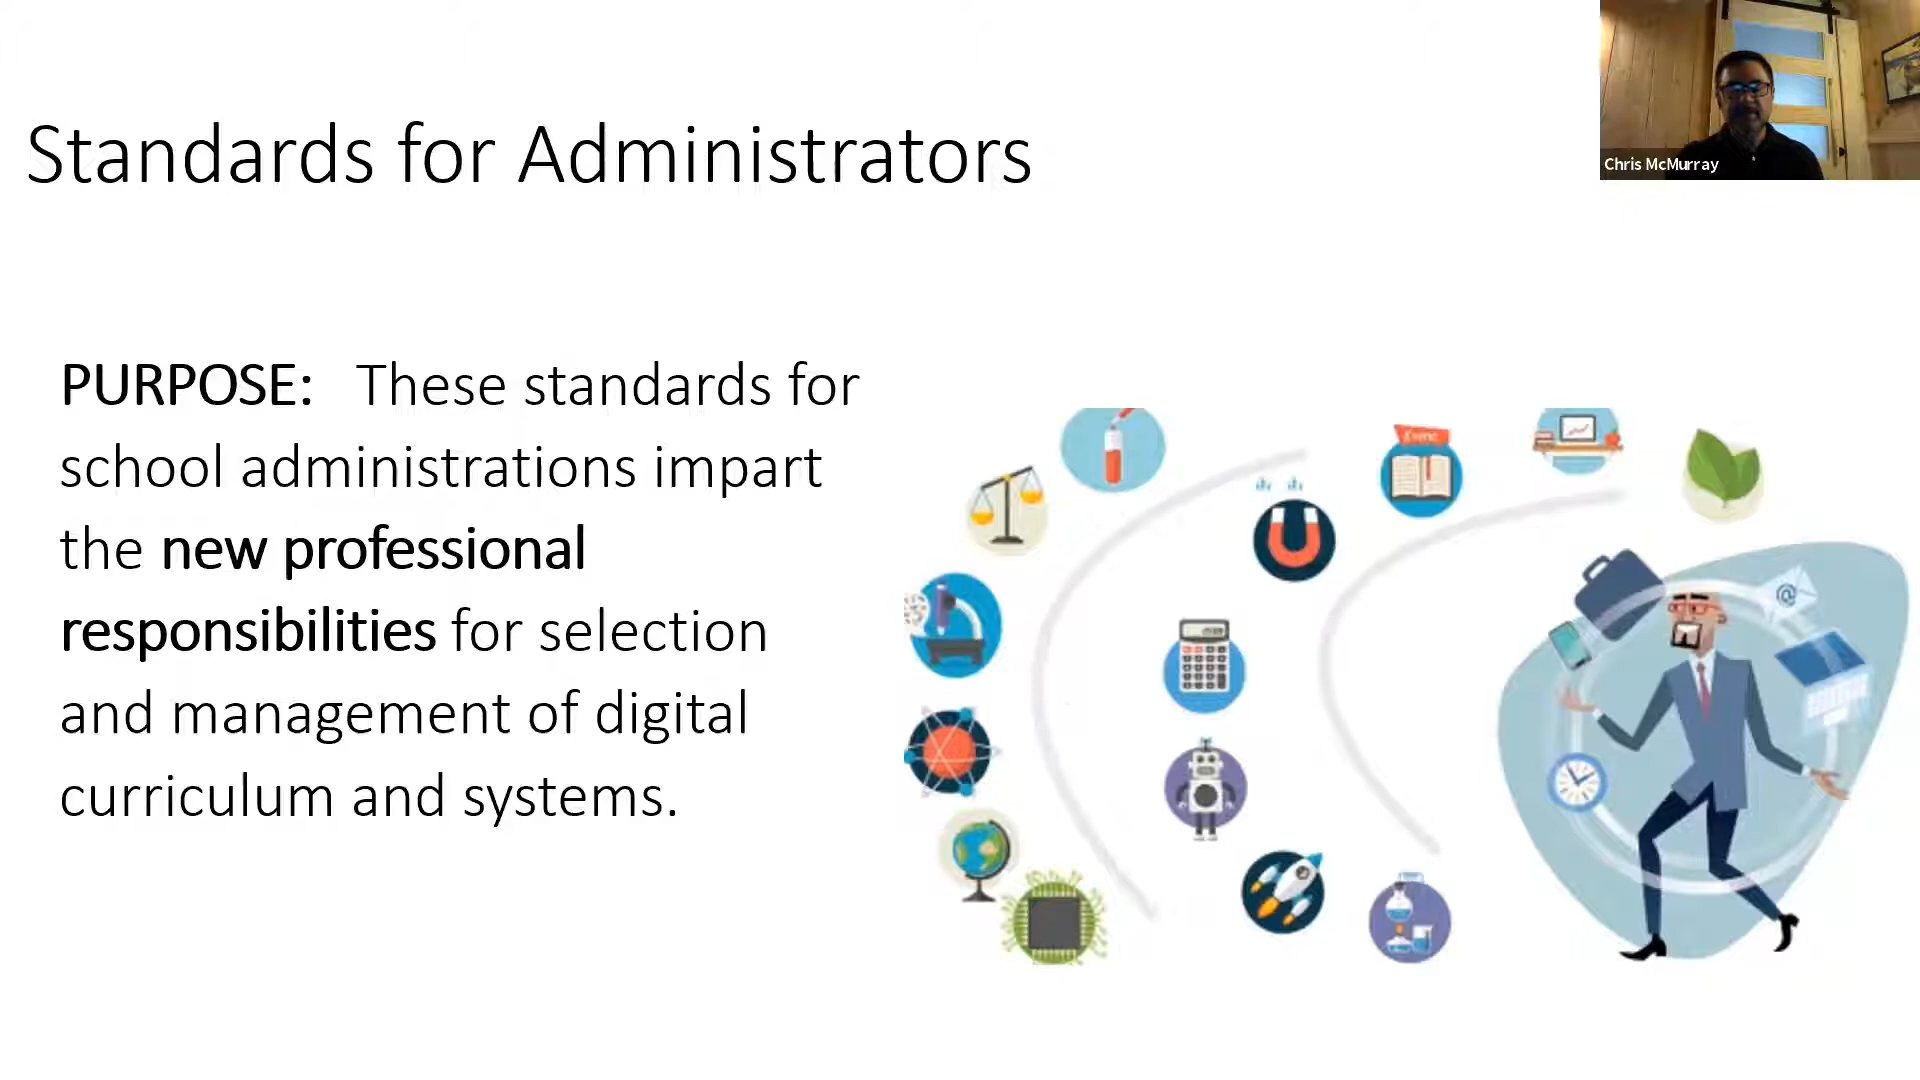 Standards for Administrators
Chris McMurray
PURPOSE: These standards for
school administrations impart
the new professional
responsibilities for selection
and management of digital
curriculum and systems.
@